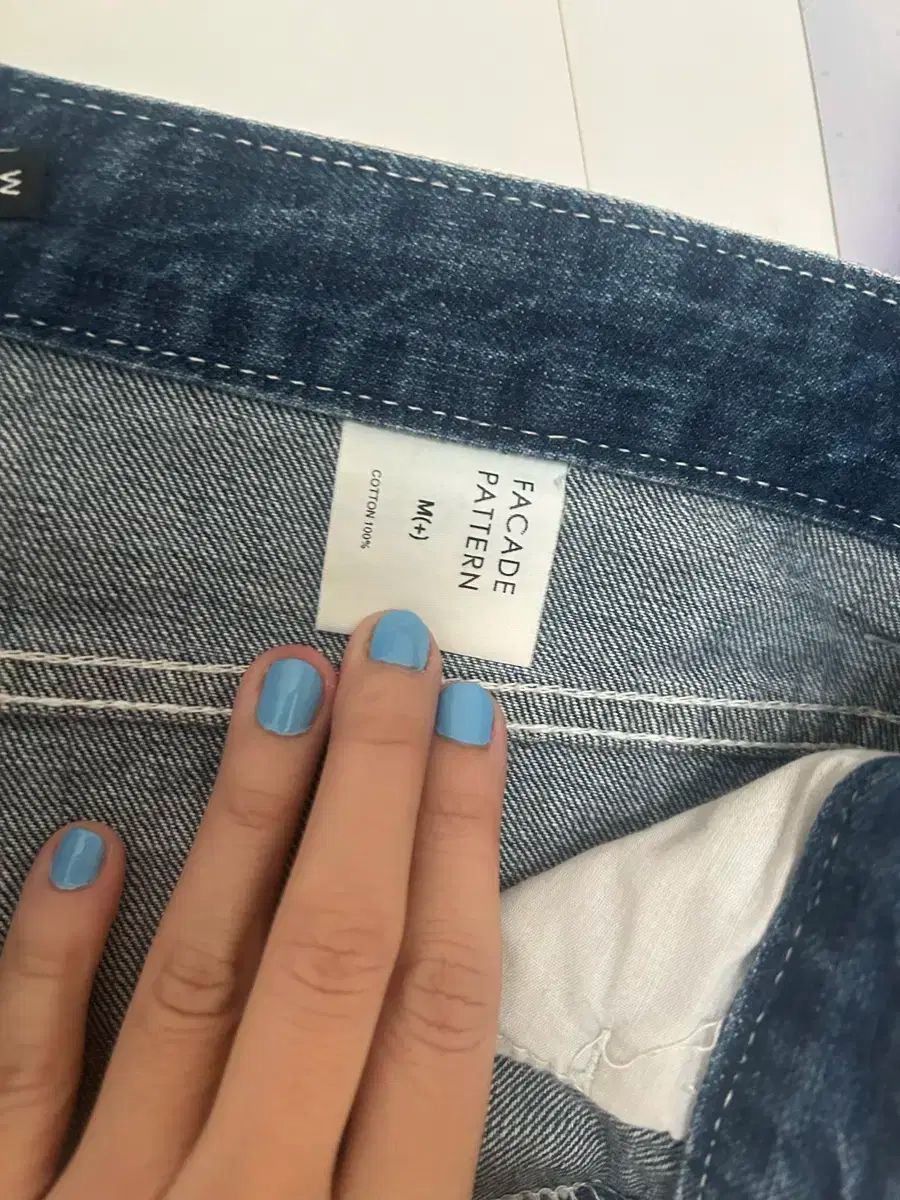 FACADE
PATTERN
M(+)
COTTON 100%
W